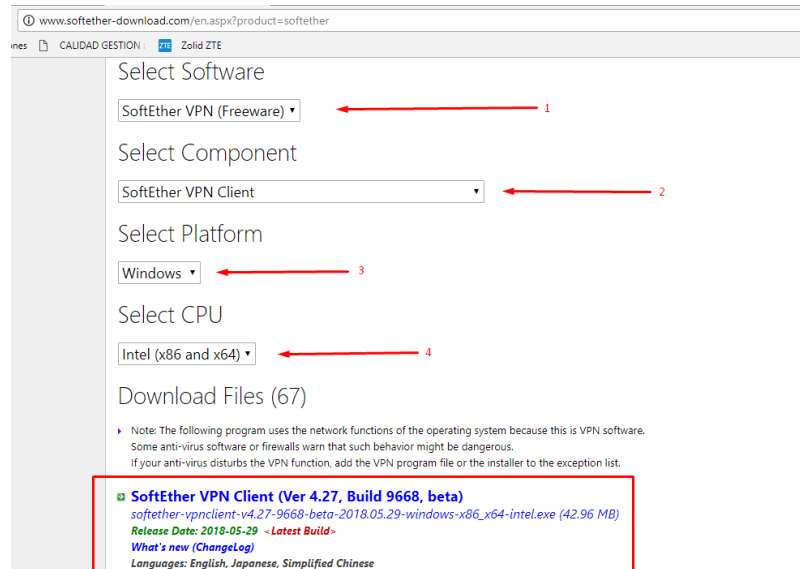 www.softether-download.com/en.aspx?product=softether
nes CALIDAD GESTION : ZTE Zolid ZTE
Select Software
SoftEther VPN (Freeware) 1
Select Component
SoftEther VPN Client 2
Select Platform
Windows 3
Select CPU
Intel (x86 and x64) 4
Download Files (67)
Note: The following program uses the network functions of the operating system because this is VPN software.
Some anti-virus software or firewalls warn that such behavior might be dangerous.
If your anti-virus disturbs the VPN function, add the VPN program file or the installer to the exception list.
SoftEther VPN Client (Ver 4.27, Build 9668, beta)
softether-vpnclient-v4.27-9668-beta-2018.05.29-windows-x86_x64-intel.exe (42.96 MB)
Release Date: 2018-05-29 <Latest Build>
What's new (ChangeLog)
Languages: English, Japanese, Simplified Chinese